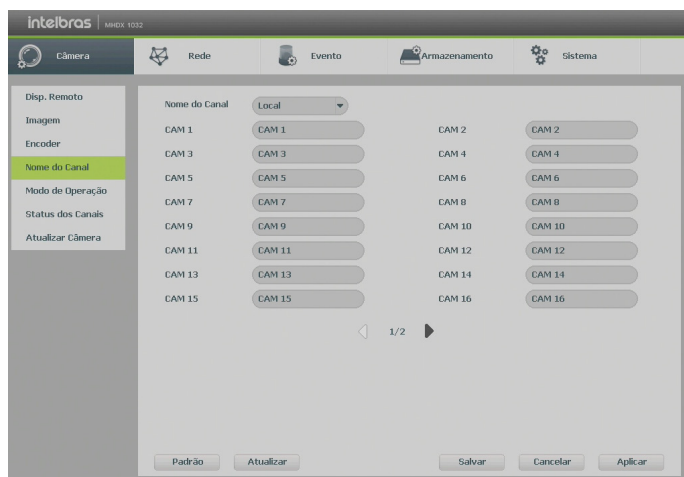 intelbras | MHDX 1032
Câmera Rede Evento Armazenamento Sistema
Disp. Remoto
Imagem
Encoder
Nome do Canal
Modo de Operação
Status dos Canais
Atualizar Câmera
Nome do Canal Local
CAM 1 CAM 1 CAM 2 CAM 2
CAM 3 CAM 3 CAM 4 CAM 4
CAM 5 CAM 5 CAM 6 CAM 6
CAM 7 CAM 7 CAM 8 CAM 8
CAM 9 CAM 9 CAM 10 CAM 10
CAM 11 CAM 11 CAM 12 CAM 12
CAM 13 CAM 13 CAM 14 CAM 14
CAM 15 CAM 15 CAM 16 CAM 16
1/2
Padrão Atualizar Salvar Cancelar Aplicar